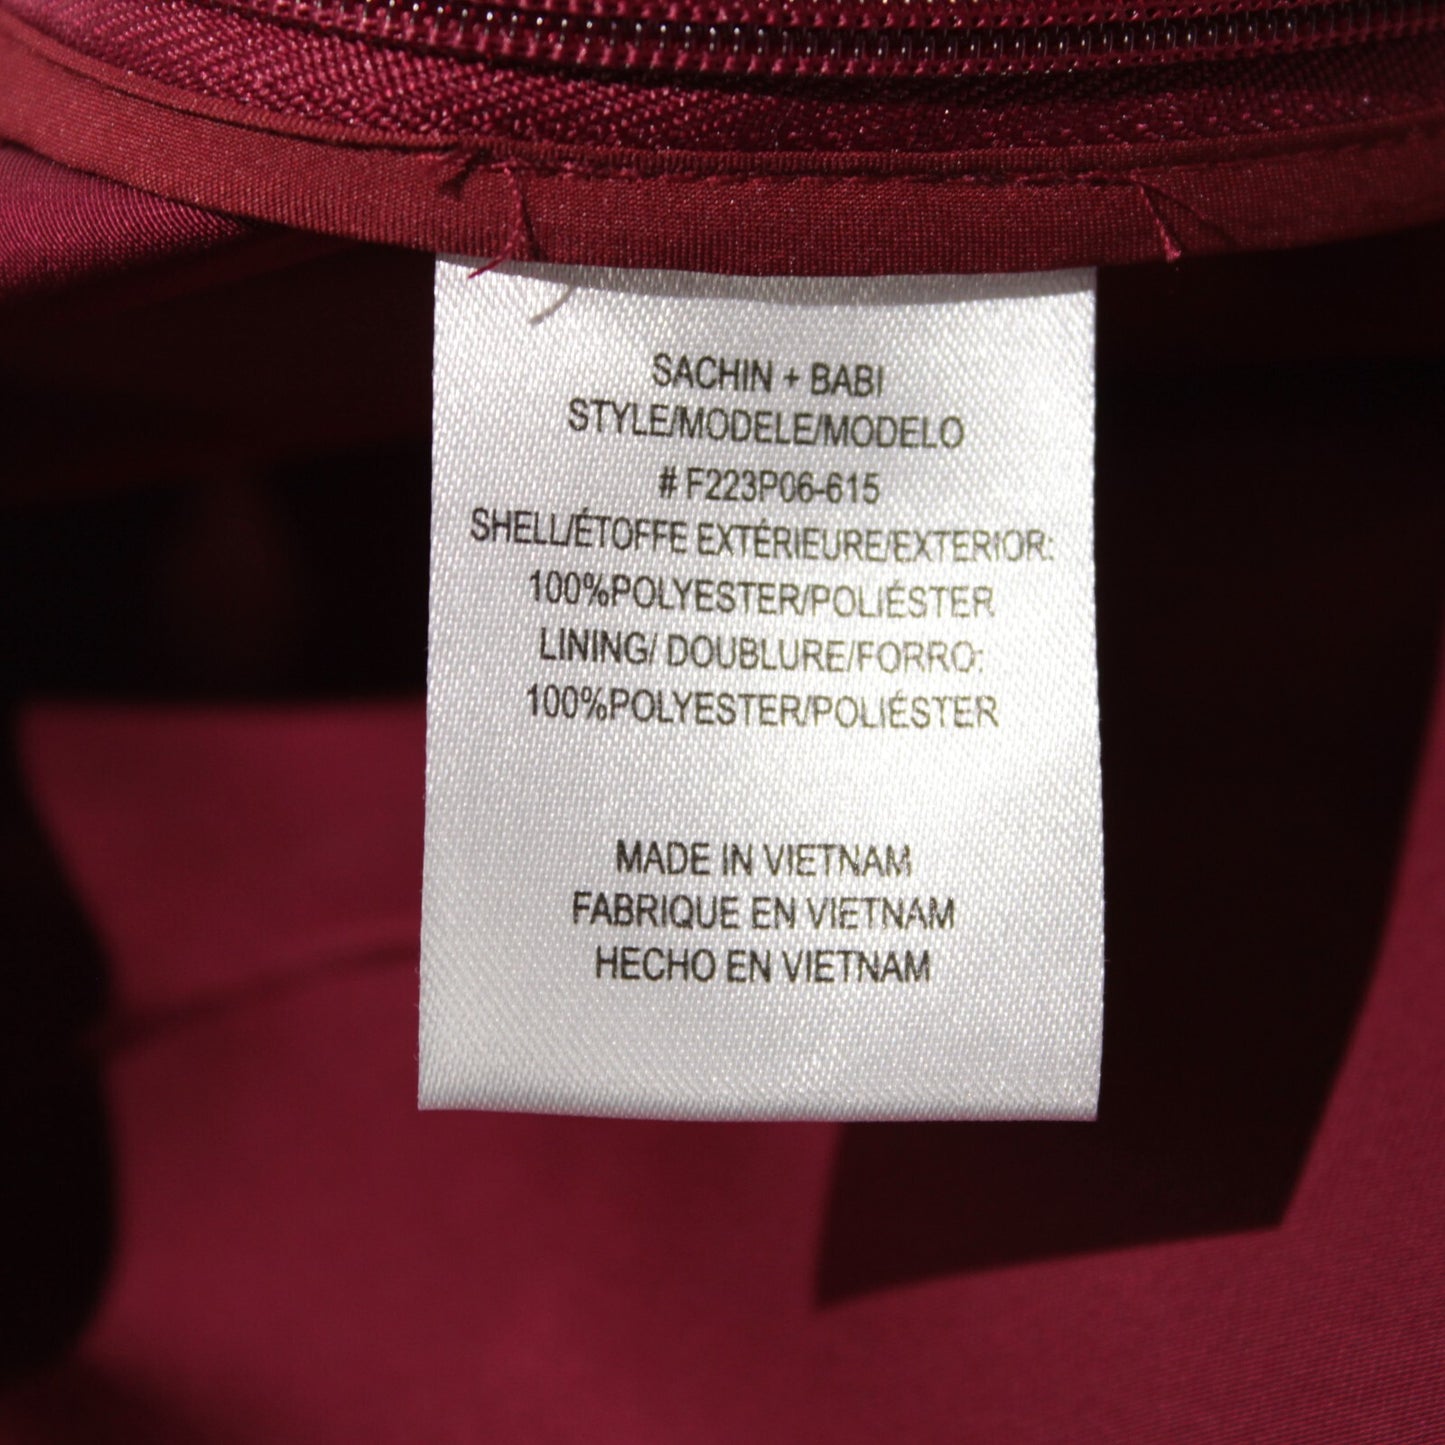 SACHIN + BABI
STYLE/MODELE/MODELO
# F223P06-615
SHELL/ÉTOFFE EXTÉRIEURE/EXTERIOR:
100%POLYESTER/POLIÉSTER
LINING/ DOUBLURE/FORRO:
100%POLYESTER/POLIÉSTER
MADE IN VIETNAM
FABRIQUE EN VIETNAM
HECHO EN VIETNAM